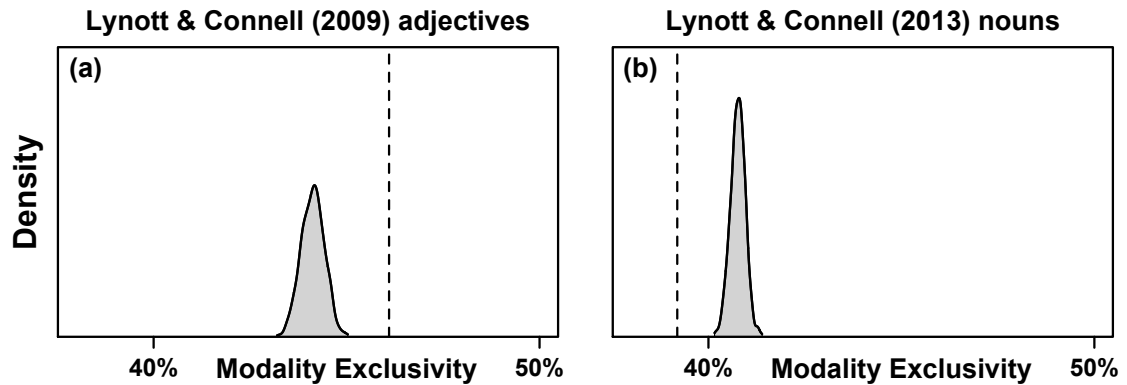 Lynott & Connell (2009) adjectives
Lynott & Connell (2013) nouns
(a)
(b)
Density
40%
Modality Exclusivity
50%
40%
Modality Exclusivity
50%